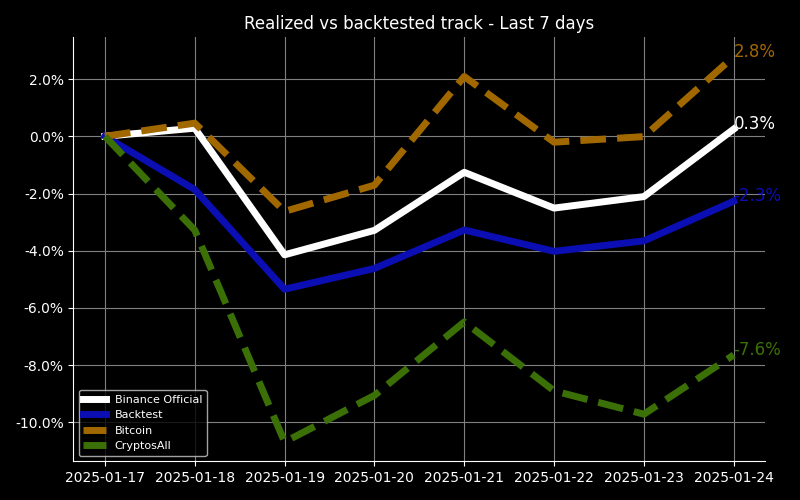 Realized vs backtested track - Last 7 days
2.8%
2.0%
0.3%
0.0%
-2.0%
-2.3%
-4.0%
-6.0%
-7.6%
-8.0%
-10.0%
Binance Official
Backtest
Bitcoin
CryptosAll
2025-01-17 2025-01-18 2025-01-19 2025-01-20 2025-01-21 2025-01-22 2025-01-23 2025-01-24